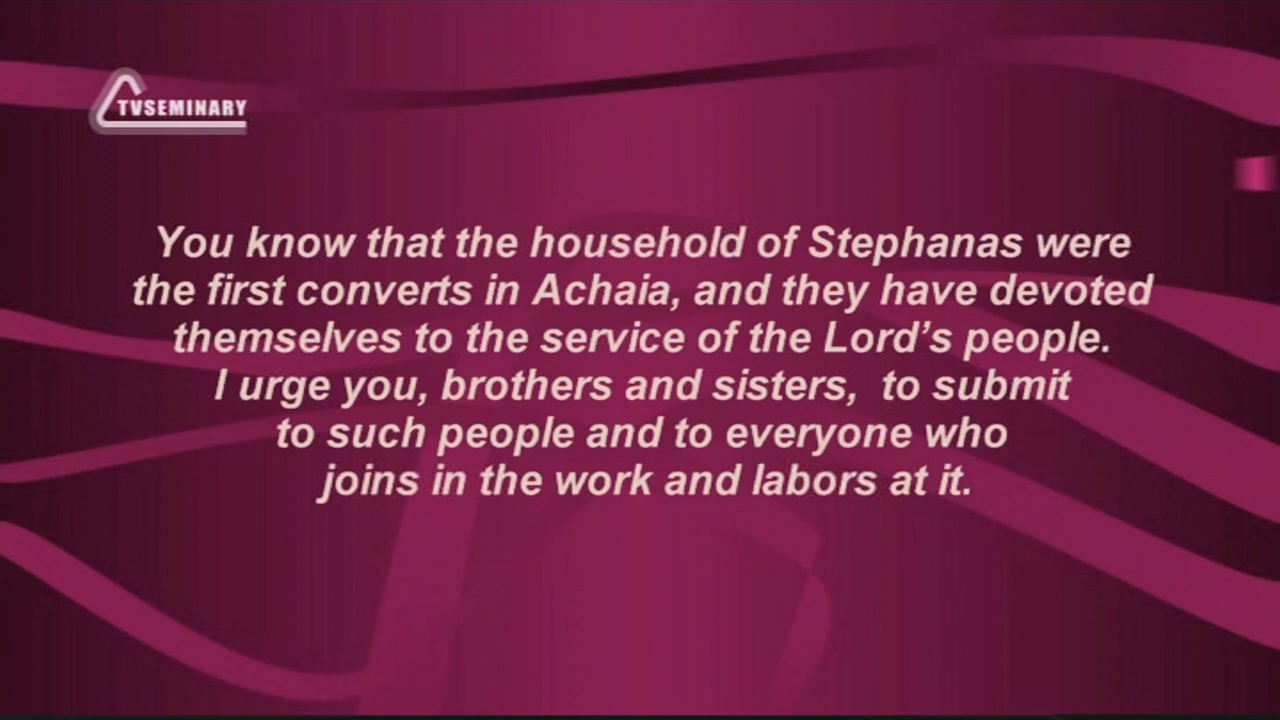 TVSEMINARY
You know that the household of Stephanas were
the first converts in Achaia, and they have devoted
themselves to the service of the Lord’s people.
I urge you, brothers and sisters,  to submit
to such people and to everyone who
joins in the work and labors at it.